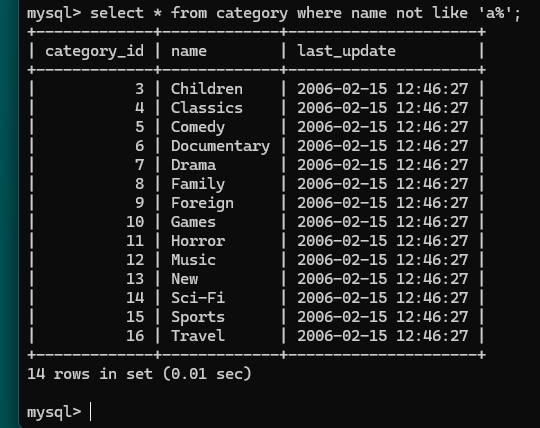 mysql> select * from category where name not like 'a%';
+-------------+-------------+---------------------+
| category_id | name        | last_update         |
+-------------+-------------+---------------------+
|           3 | Children    | 2006-02-15 12:46:27 |
|           4 | Classics    | 2006-02-15 12:46:27 |
|           5 | Comedy      | 2006-02-15 12:46:27 |
|           6 | Documentary | 2006-02-15 12:46:27 |
|           7 | Drama       | 2006-02-15 12:46:27 |
|           8 | Family      | 2006-02-15 12:46:27 |
|           9 | Foreign     | 2006-02-15 12:46:27 |
|          10 | Games       | 2006-02-15 12:46:27 |
|          11 | Horror      | 2006-02-15 12:46:27 |
|          12 | Music       | 2006-02-15 12:46:27 |
|          13 | New         | 2006-02-15 12:46:27 |
|          14 | Sci-Fi      | 2006-02-15 12:46:27 |
|          15 | Sports      | 2006-02-15 12:46:27 |
|          16 | Travel      | 2006-02-15 12:46:27 |
+-------------+-------------+---------------------+
14 rows in set (0.01 sec)
mysql>